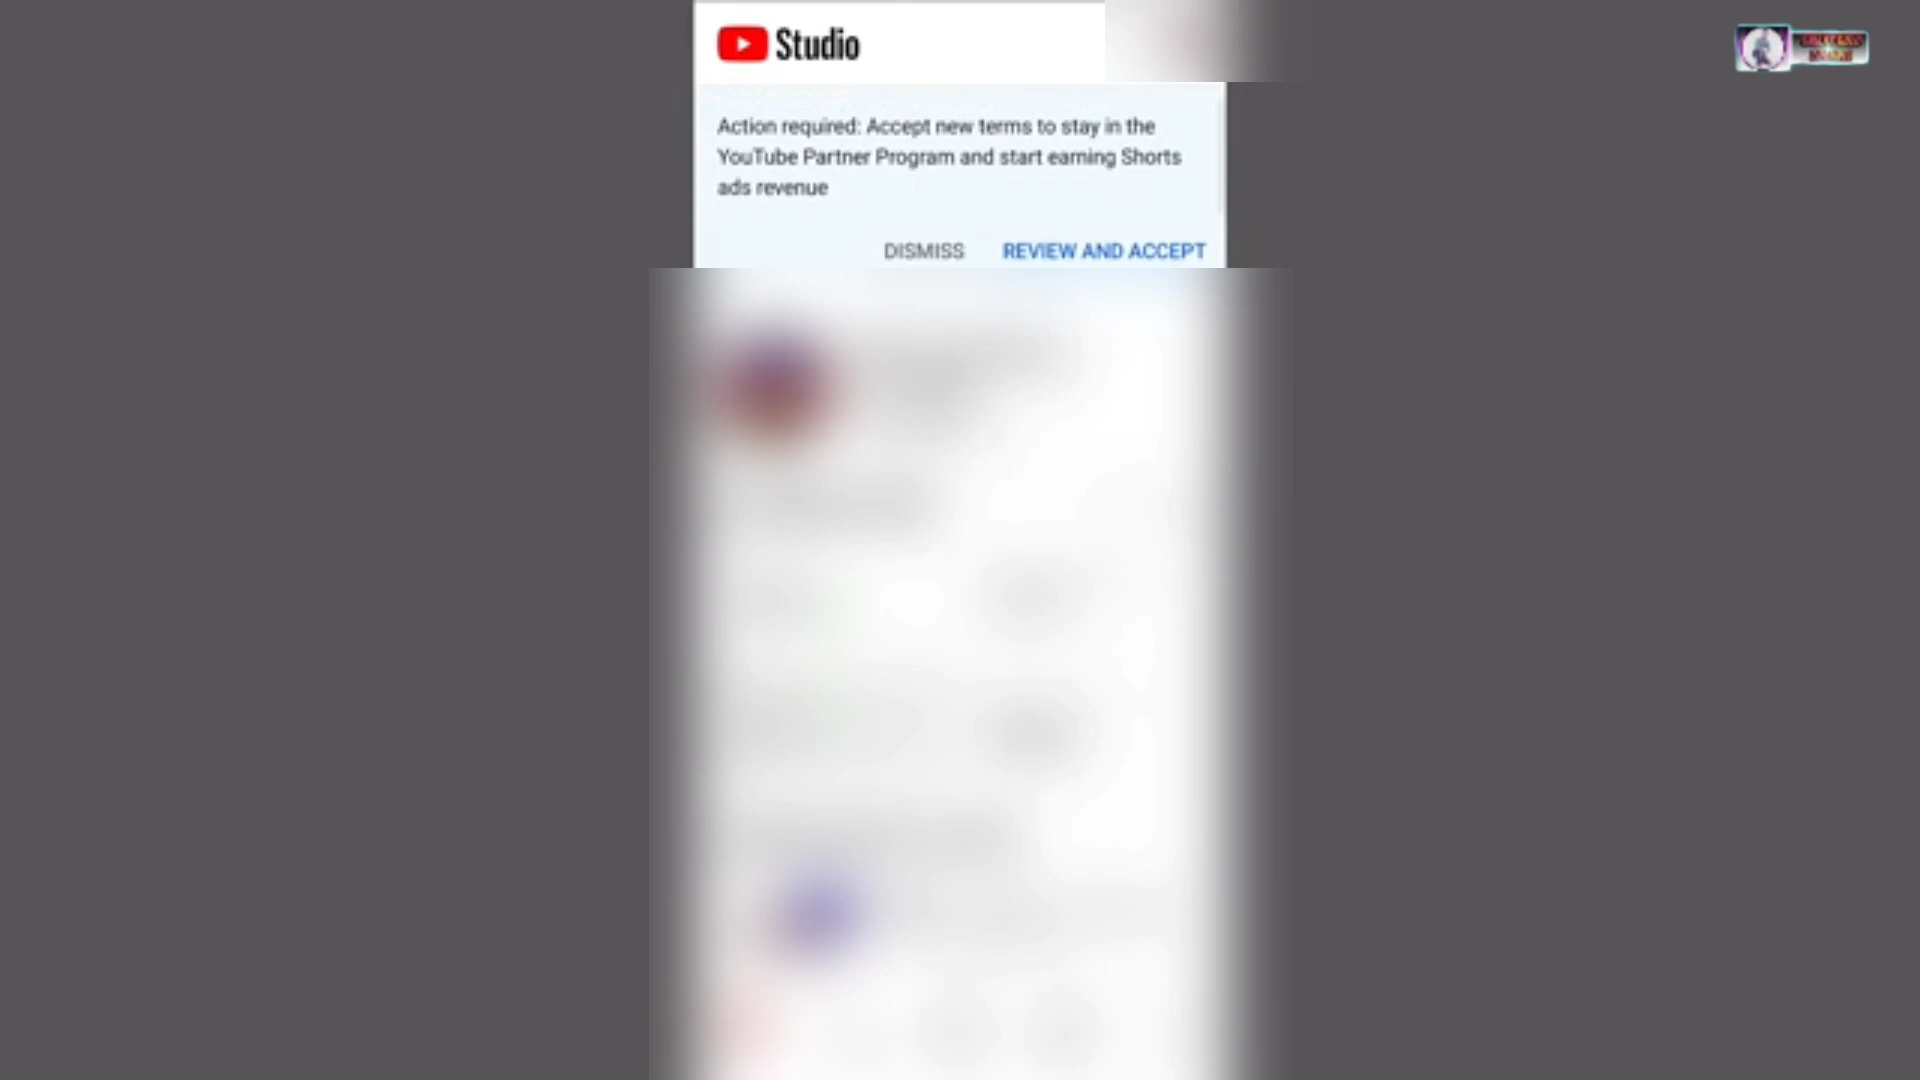 Studio
Action required: Accept new terms to stay in the
YouTube Partner Program and start earning Shorts
ads revenue
DISMISS REVIEW AND ACCEPT